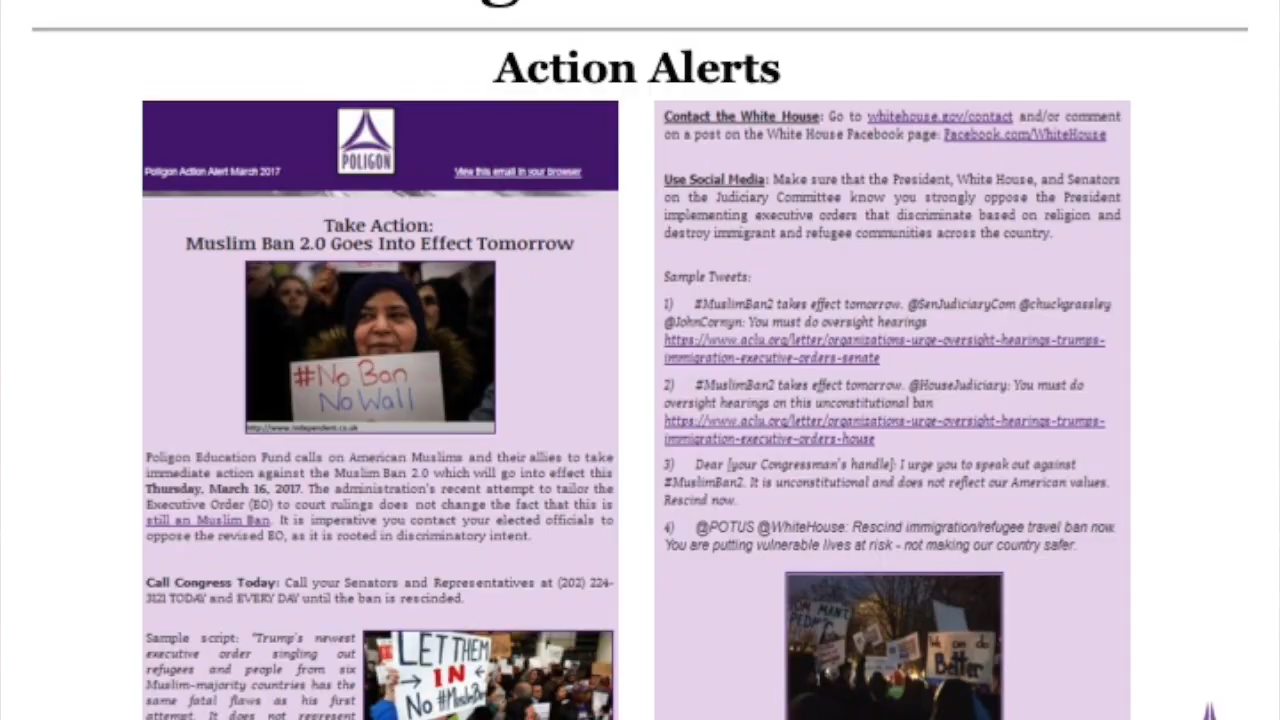 Action Alerts
POLIGON
Poligon Action Alert March 2017
View this email in your browser
Take Action:
Muslim Ban 2.0 Goes Into Effect Tomorrow
#No Ban
No Wall
http://www.independent.co.uk
Poligon Education Fund calls on American Muslims and their allies to take
immediate action against the Muslim Ban 2.0 which will go into effect this
Thursday, March 16, 2017. The administration's recent attempt to tailor the
Executive Order (EO) to court rulings does not change the fact that this is
still an Muslim Ban. It is imperative you contact your elected officials to
oppose the revised EO, as it is rooted in discriminatory intent.
Call Congress Today: Call your Senators and Representatives at (202) 224-
3121 TODAY and EVERY DAY until the ban is rescinded.
Sample script: "Trump's newest
executive order singling out
refugees and people from six
Muslim-majority countries has the
same fatal flaws as his first
attempt. It does not represent
LET THEM
IN
No #MuslimBan
Contact the White House: Go to whitehouse.gov/contact and/or comment
on a post on the White House Facebook page: Facebook.com/WhiteHouse
Use Social Media: Make sure that the President, White House, and Senators
on the Judiciary Committee know you strongly oppose the President
implementing executive orders that discriminate based on religion and
destroy immigrant and refugee communities across the country.
Sample Tweets:
1) #MuslimBan2 takes effect tomorrow. @SenJudiciaryCom @chuckgrassley
@JohnCornyn: You must do oversight hearings
https://www.aclu.org/letter/organizations-urge-oversight-hearings-trumps-
immigration-executive-orders-senate
2) #MuslimBan2 takes effect tomorrow. @HouseJudiciary: You must do
oversight hearings on this unconstitutional ban
https://www.aclu.org/letter/organizations-urge-oversight-hearings-trumps-
immigration-executive-orders-house
3) Dear [your Congressman's handle]: I urge you to speak out against
#MuslimBan2. It is unconstitutional and does not reflect our American values.
Rescind now.
4) @POTUS @WhiteHouse: Rescind immigration/refugee travel ban now.
You are putting vulnerable lives at risk - not making our country safer.
We can do
Better